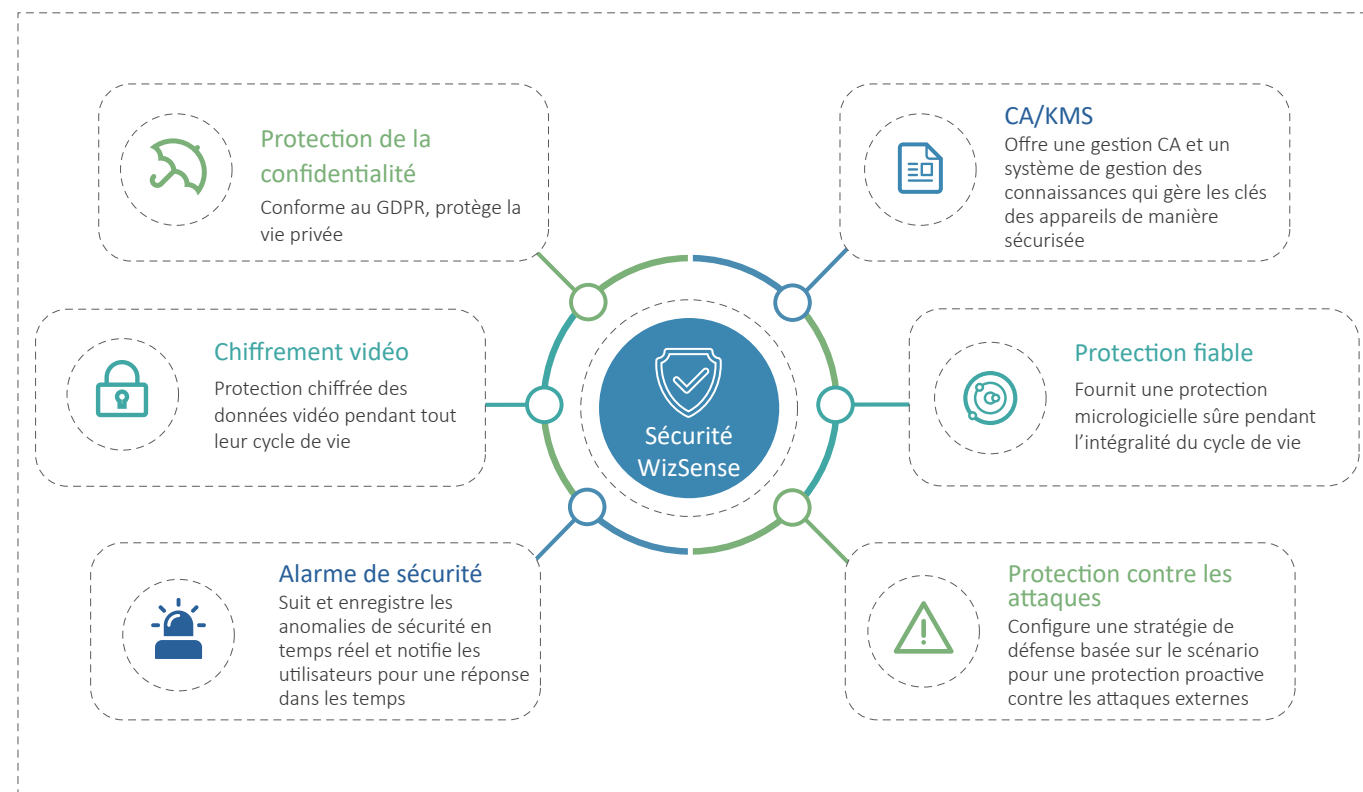 Protection de la
confidentialité
Conforme au GDPR, protège la
vie privée
CA/KMS
Offre une gestion CA et un
système de gestion des
connaissances qui gère les clés
des appareils de manière
sécurisée
Chiffrement vidéo
Protection chiffrée des
données vidéo pendant tout
leur cycle de vie
Sécurité
WizSense
Protection fiable
Fournit une protection
micrologicielle sûre pendant
l’intégralité du cycle de vie
Alarme de sécurité
Suit et enregistre les
anomalies de sécurité en
temps réel et notifie les
utilisateurs pour une réponse
dans les temps
Protection contre les
attaques
Configure une stratégie de
défense basée sur le scénario
pour une protection proactive
contre les attaques externes